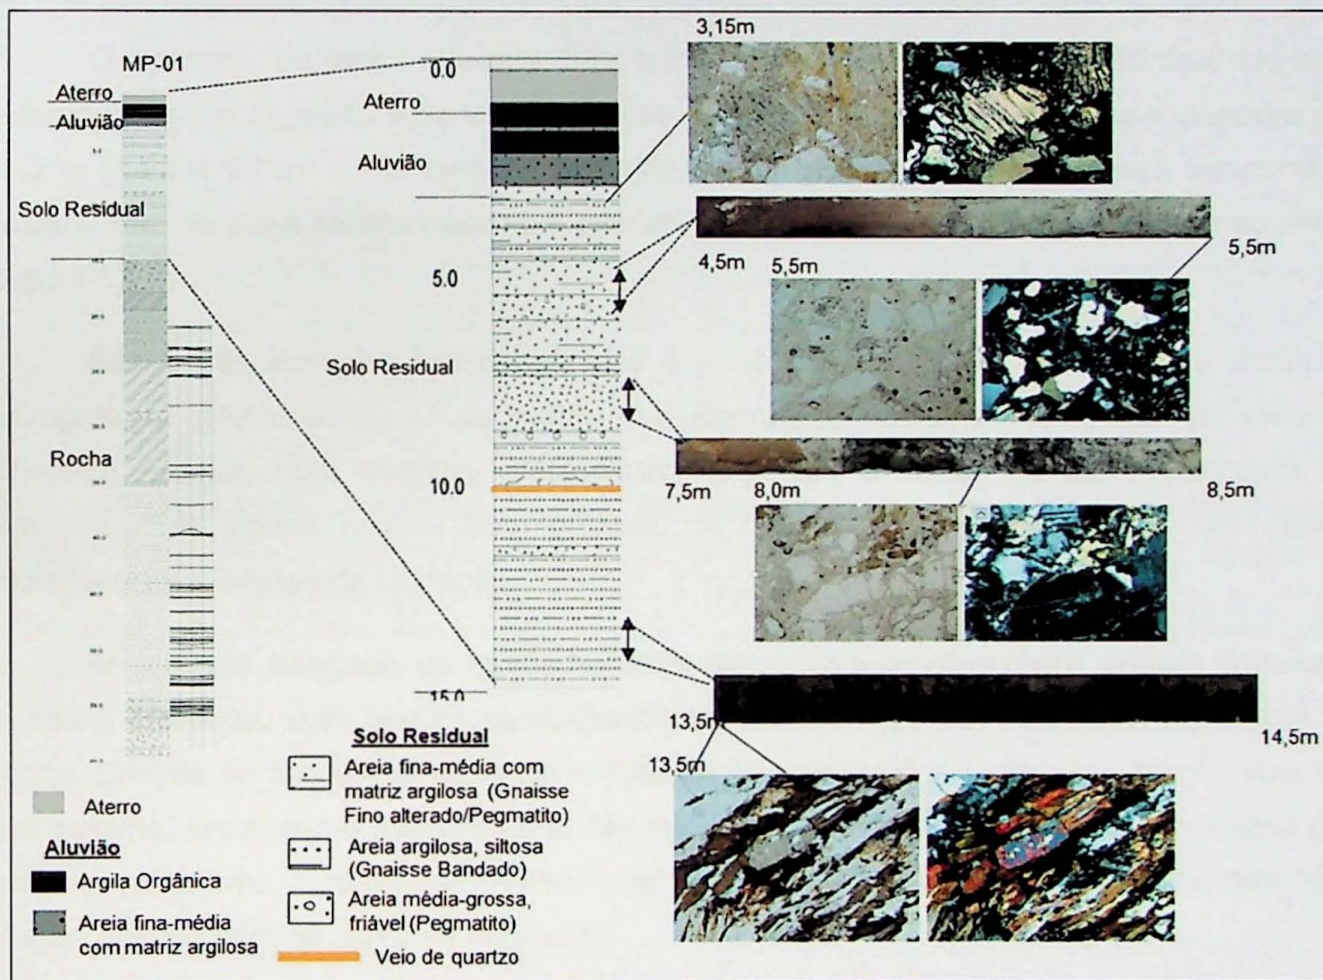 MP-01
Aterro
Aluvião
Solo Residual
Rocha
0.0
Aterro
Aluvião
5.0
Solo Residual
10.0
15.0
3,15m
4,5m
5,5m
5,5m
7,5m
8,0m
8,5m
13,5m
14,5m
13,5m
Aterro
Aluvião
Argila Orgânica
Areia fina-média
com matriz argilosa
Solo Residual
Areia fina-média com
matriz argilosa (Gnaisse
Fino alterado/Pegmatito)
Areia argilosa, siltosa
(Gnaisse Bandado)
Areia média-grossa,
friável (Pegmatito)
Veio de quartzo